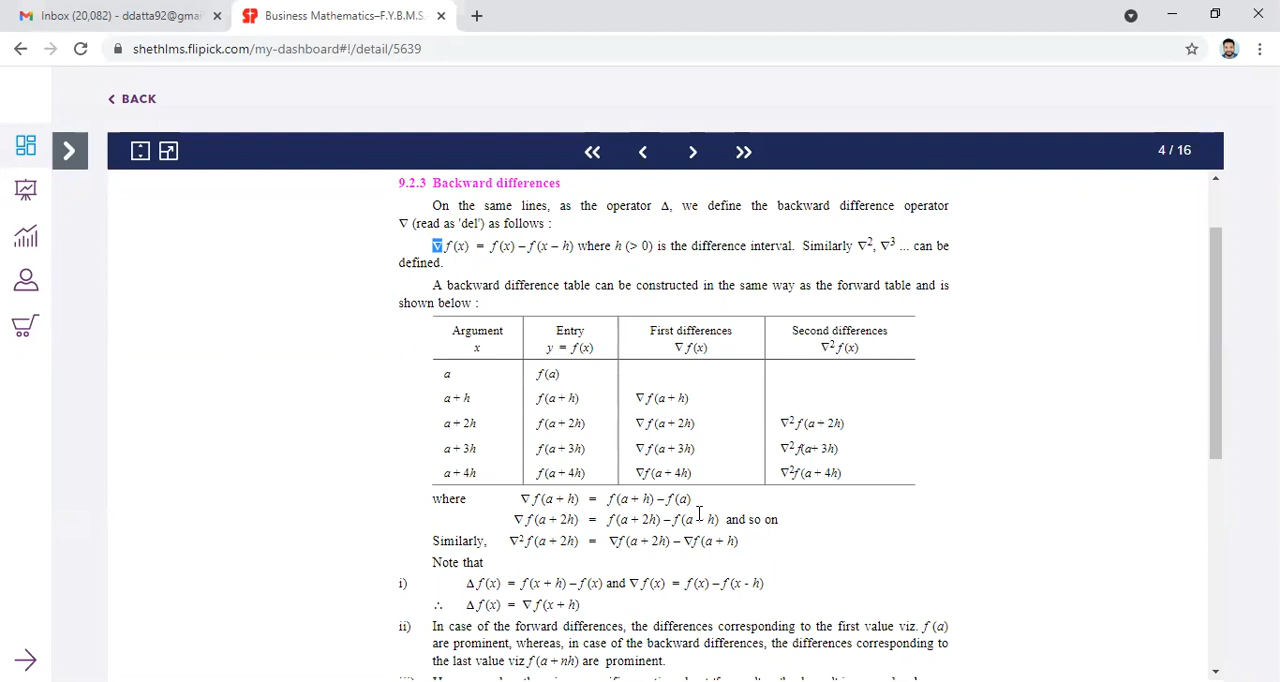 Inbox (20,082) - ddatta92@gmai
Business Mathematics–F.Y.B.M.S.
shethlms.flipick.com/my-dashboard#!/detail/5639
BACK
4 / 16
9.2.3 Backward differences
On the same lines, as the operator Δ, we define the backward difference operator
∇ (read as 'del') as follows :
∇ f (x) = f (x) – f (x – h) where h (> 0) is the difference interval. Similarly ∇², ∇³ ... can be
defined.
A backward difference table can be constructed in the same way as the forward table and is
shown below :
Argument Entry First differences Second differences
x y = f(x) ∇ f(x) ∇² f(x)
a f(a)
a + h f(a + h) ∇ f(a + h)
a + 2h f(a + 2h) ∇ f(a + 2h) ∇² f(a + 2h)
a + 3h f(a + 3h) ∇ f(a + 3h) ∇² f(a+ 3h)
a + 4h f(a + 4h) ∇f(a + 4h) ∇²f(a + 4h)
where ∇ f (a + h) = f (a + h) – f (a)
∇ f (a + 2h) = f (a + 2h) – f (a – h) and so on
Similarly, ∇² f (a + 2h) = ∇f (a + 2h) – ∇f (a + h)
Note that
i) Δ f (x) = f (x + h) – f (x) and ∇ f (x) = f (x) – f (x - h)
∴ Δ f (x) = ∇ f (x + h)
ii) In case of the forward differences, the differences corresponding to the first value viz. f (a)
are prominent, whereas, in case of the backward differences, the differences corresponding to
the last value viz f (a + nh) are prominent.